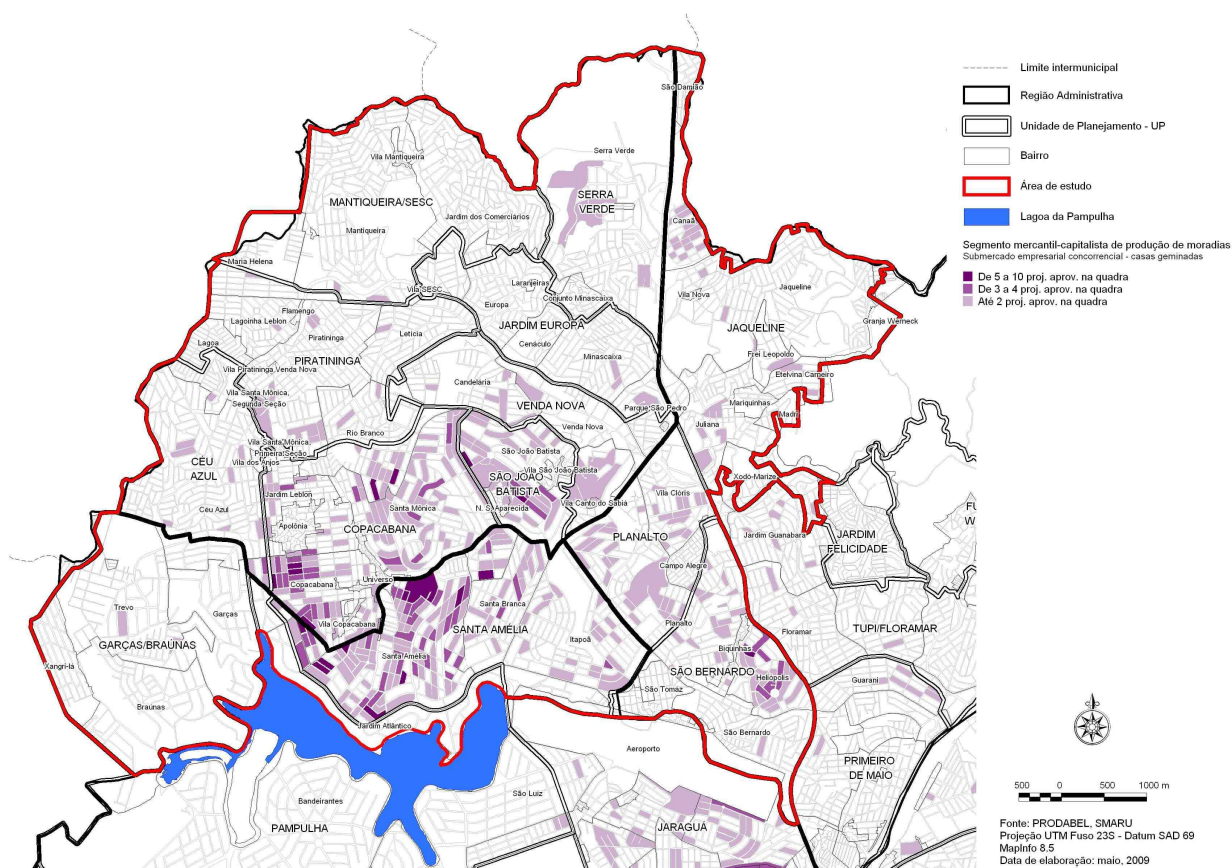 São Damião
Serra Verde
Vila Mantiqueira
SERRA
VERDE
MANTIQUEIRA/SESC
Jardim dos Comerciários
Canaã
Mantiqueira
Maria Helena
Jaqueline
Vila SESC
Laranjeiras
Vila Nova
Conjunto Minascaixa
Europa
Flamengo
Lagoinha Leblon
Granja Werneck
JARDIM EUROPA
JAQUELINE
Piratininga
Letícia
Lagoa
Cenáculo
Minascaixa
Frei Leopoldo
PIRATININGA
Vila Piratininga Venda Nova
Etelvina Carneiro
Candelária
Vila Santa Mônica,
Segunda Seção
VENDA NOVA
Parque São Pedro
Mariquinhas
Madri
Venda Nova
Juliana
Rio Branco
Vila Santa Mônica,
Primeira Seção
São João Batista
CÉU
AZUL
Vila dos Anjos
Vila São João Batista
SÃO JOÃO
BATISTA
Xodó-Marize
Jardim Leblon
Vila Clóris
Vila Canto do Sabiá
Céu Azul
Santa Mônica
N. S. Aparecida
Apolônia
COPACABANA
PLANALTO
Jardim Guanabara
JARDIM
FELICIDADE
FU
W
Campo Alegre
Copacabana
Universo
Trevo
Garças
Santa Branca
Vila Copacabana
Planalto
SANTA AMÉLIA
Itapoã
Floramar
TUPI/FLORAMAR
GARÇAS/BRAÚNAS
Biquinhas
Santa Amélia
Xangri-lá
SÃO BERNARDO
Heliópolis
Guarani
São Tomaz
Braúnas
Jardim Atlântico
São Bernardo
Aeroporto
PRIMEIRO
DE MAIO
São Luiz
Bandeirantes
PAMPULHA
JARAGUÁ
Limite intermunicipal
Região Administrativa
Unidade de Planejamento - UP
Bairro
Área de estudo
Lagoa da Pampulha
Segmento mercantil-capitalista de produção de moradias
Submercado empresarial concorrencial - casas geminadas
De 5 a 10 proj. aprov. na quadra
De 3 a 4 proj. aprov. na quadra
Até 2 proj. aprov. na quadra
500 0 500 1000 m
Fonte: PRODABEL, SMARU
Projeção UTM Fuso 23S - Datum SAD 69
MapInfo 8.5
Data de elaboração: maio, 2009